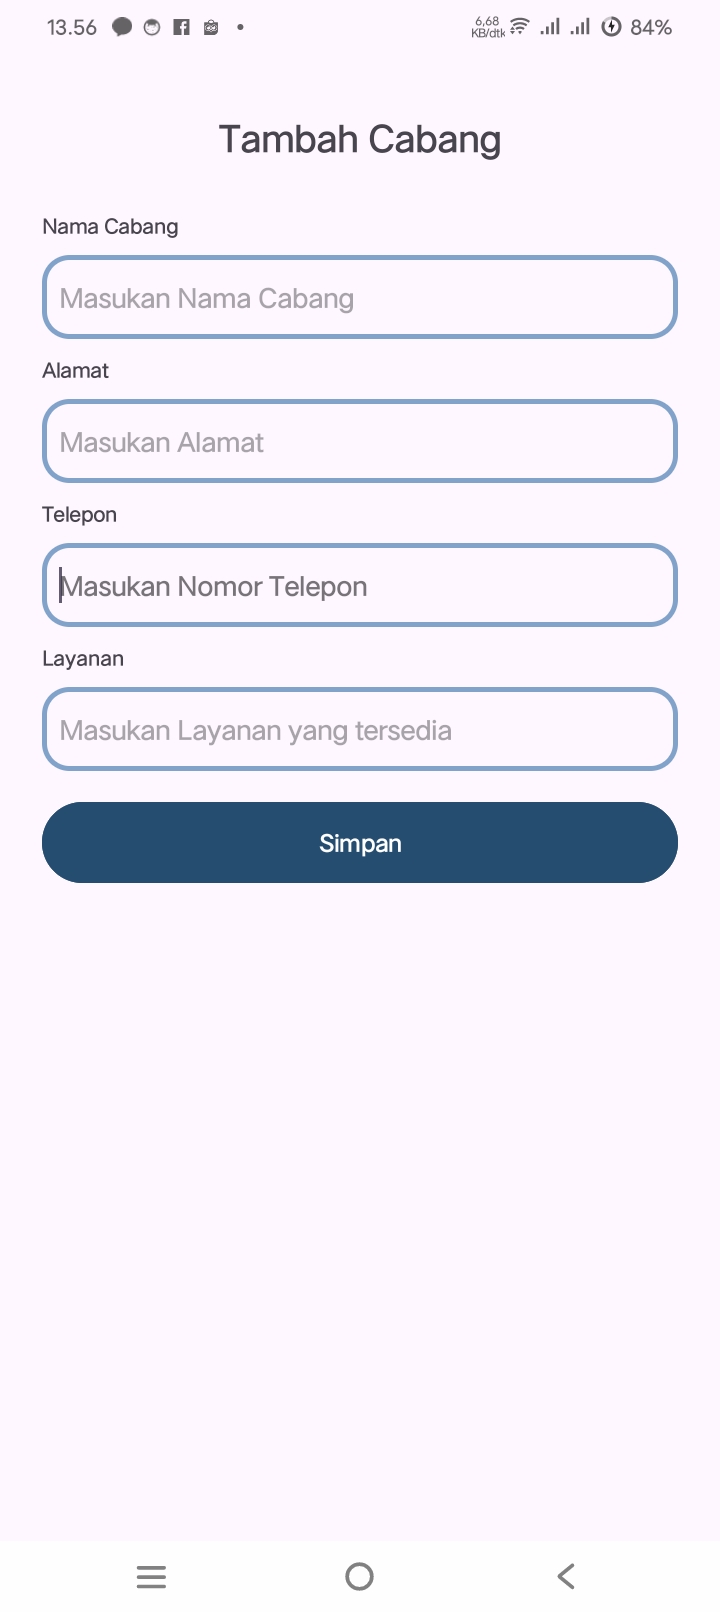 13.56
6,68
KB/dtk
84%
Tambah Cabang
Nama Cabang
Masukan Nama Cabang
Alamat
Masukan Alamat
Telepon
Masukan Nomor Telepon
Layanan
Masukan Layanan yang tersedia
Simpan